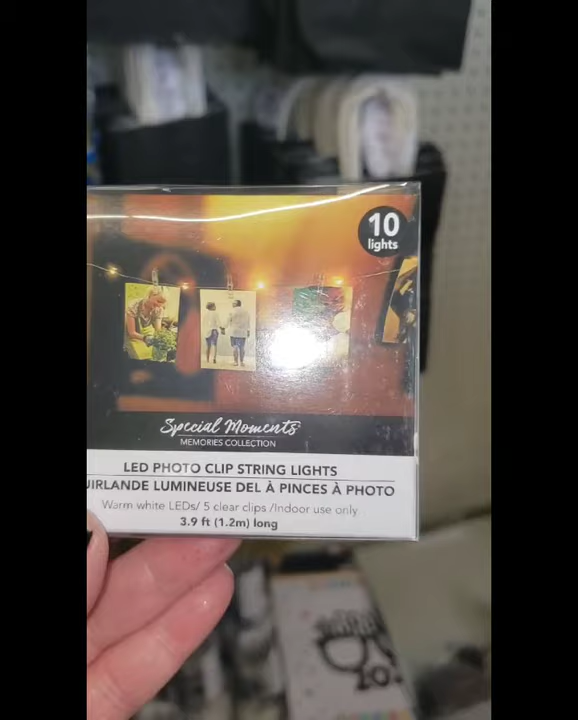 10
lights
Special Moments
MEMORIES COLLECTION
LED PHOTO CLIP STRING LIGHTS
UIRLANDE LUMINEUSE DEL À PINCES À PHOTO
Warm white LEDs/ 5 clear clips /Indoor use only
3.9 ft (1.2m) long